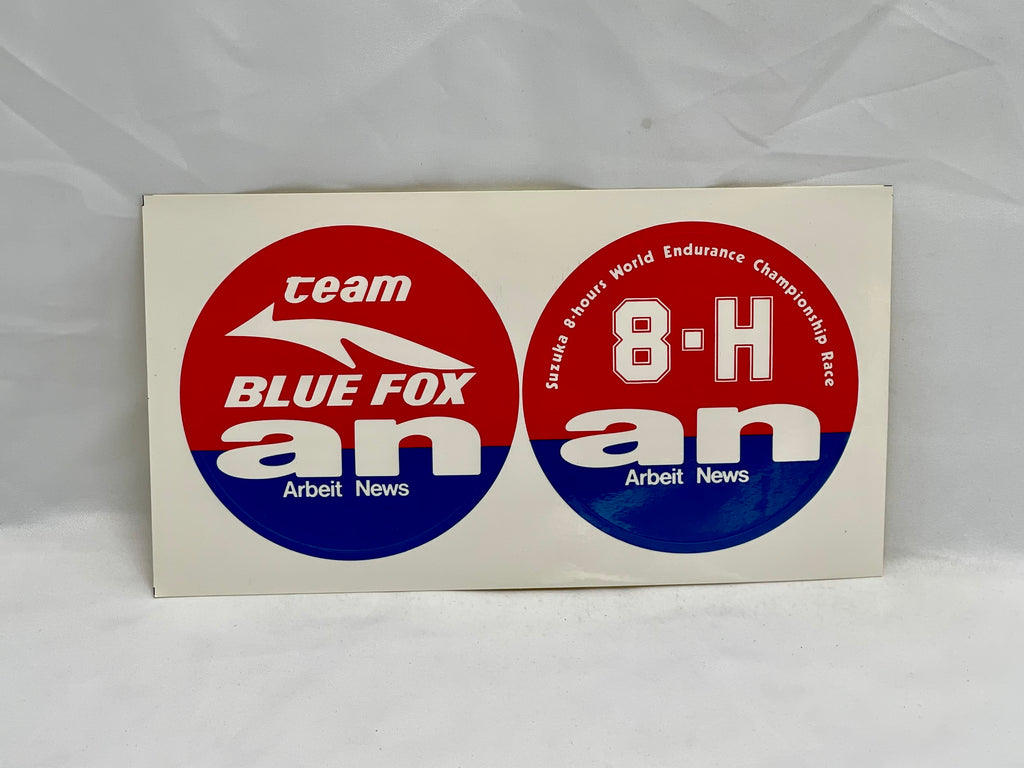 team
BLUE FOX
an
Arbeit News
Suzuka 8-hours World Endurance Championship Race
8-H
an
Arbeit News